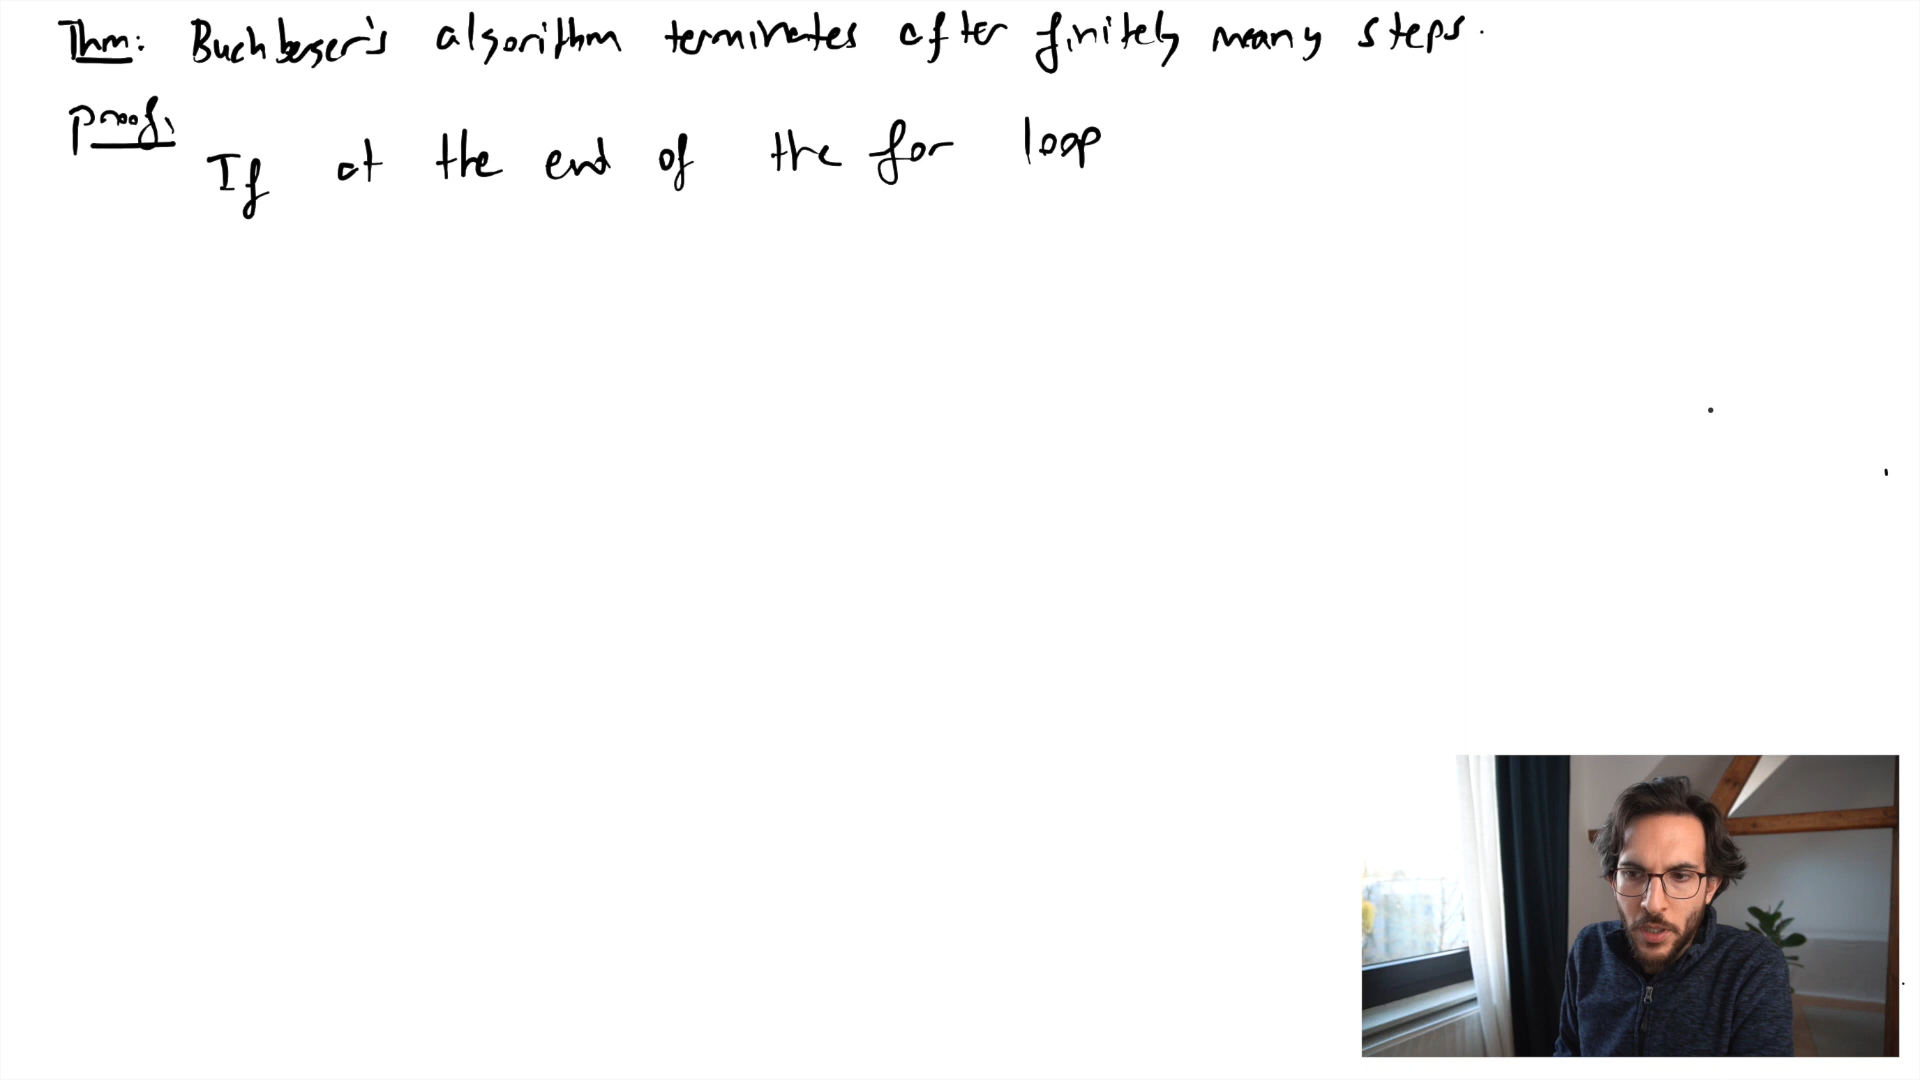 Thm: Buchberger's algorithm terminates after finitely many steps.
Proof:
If at the end of the for loop